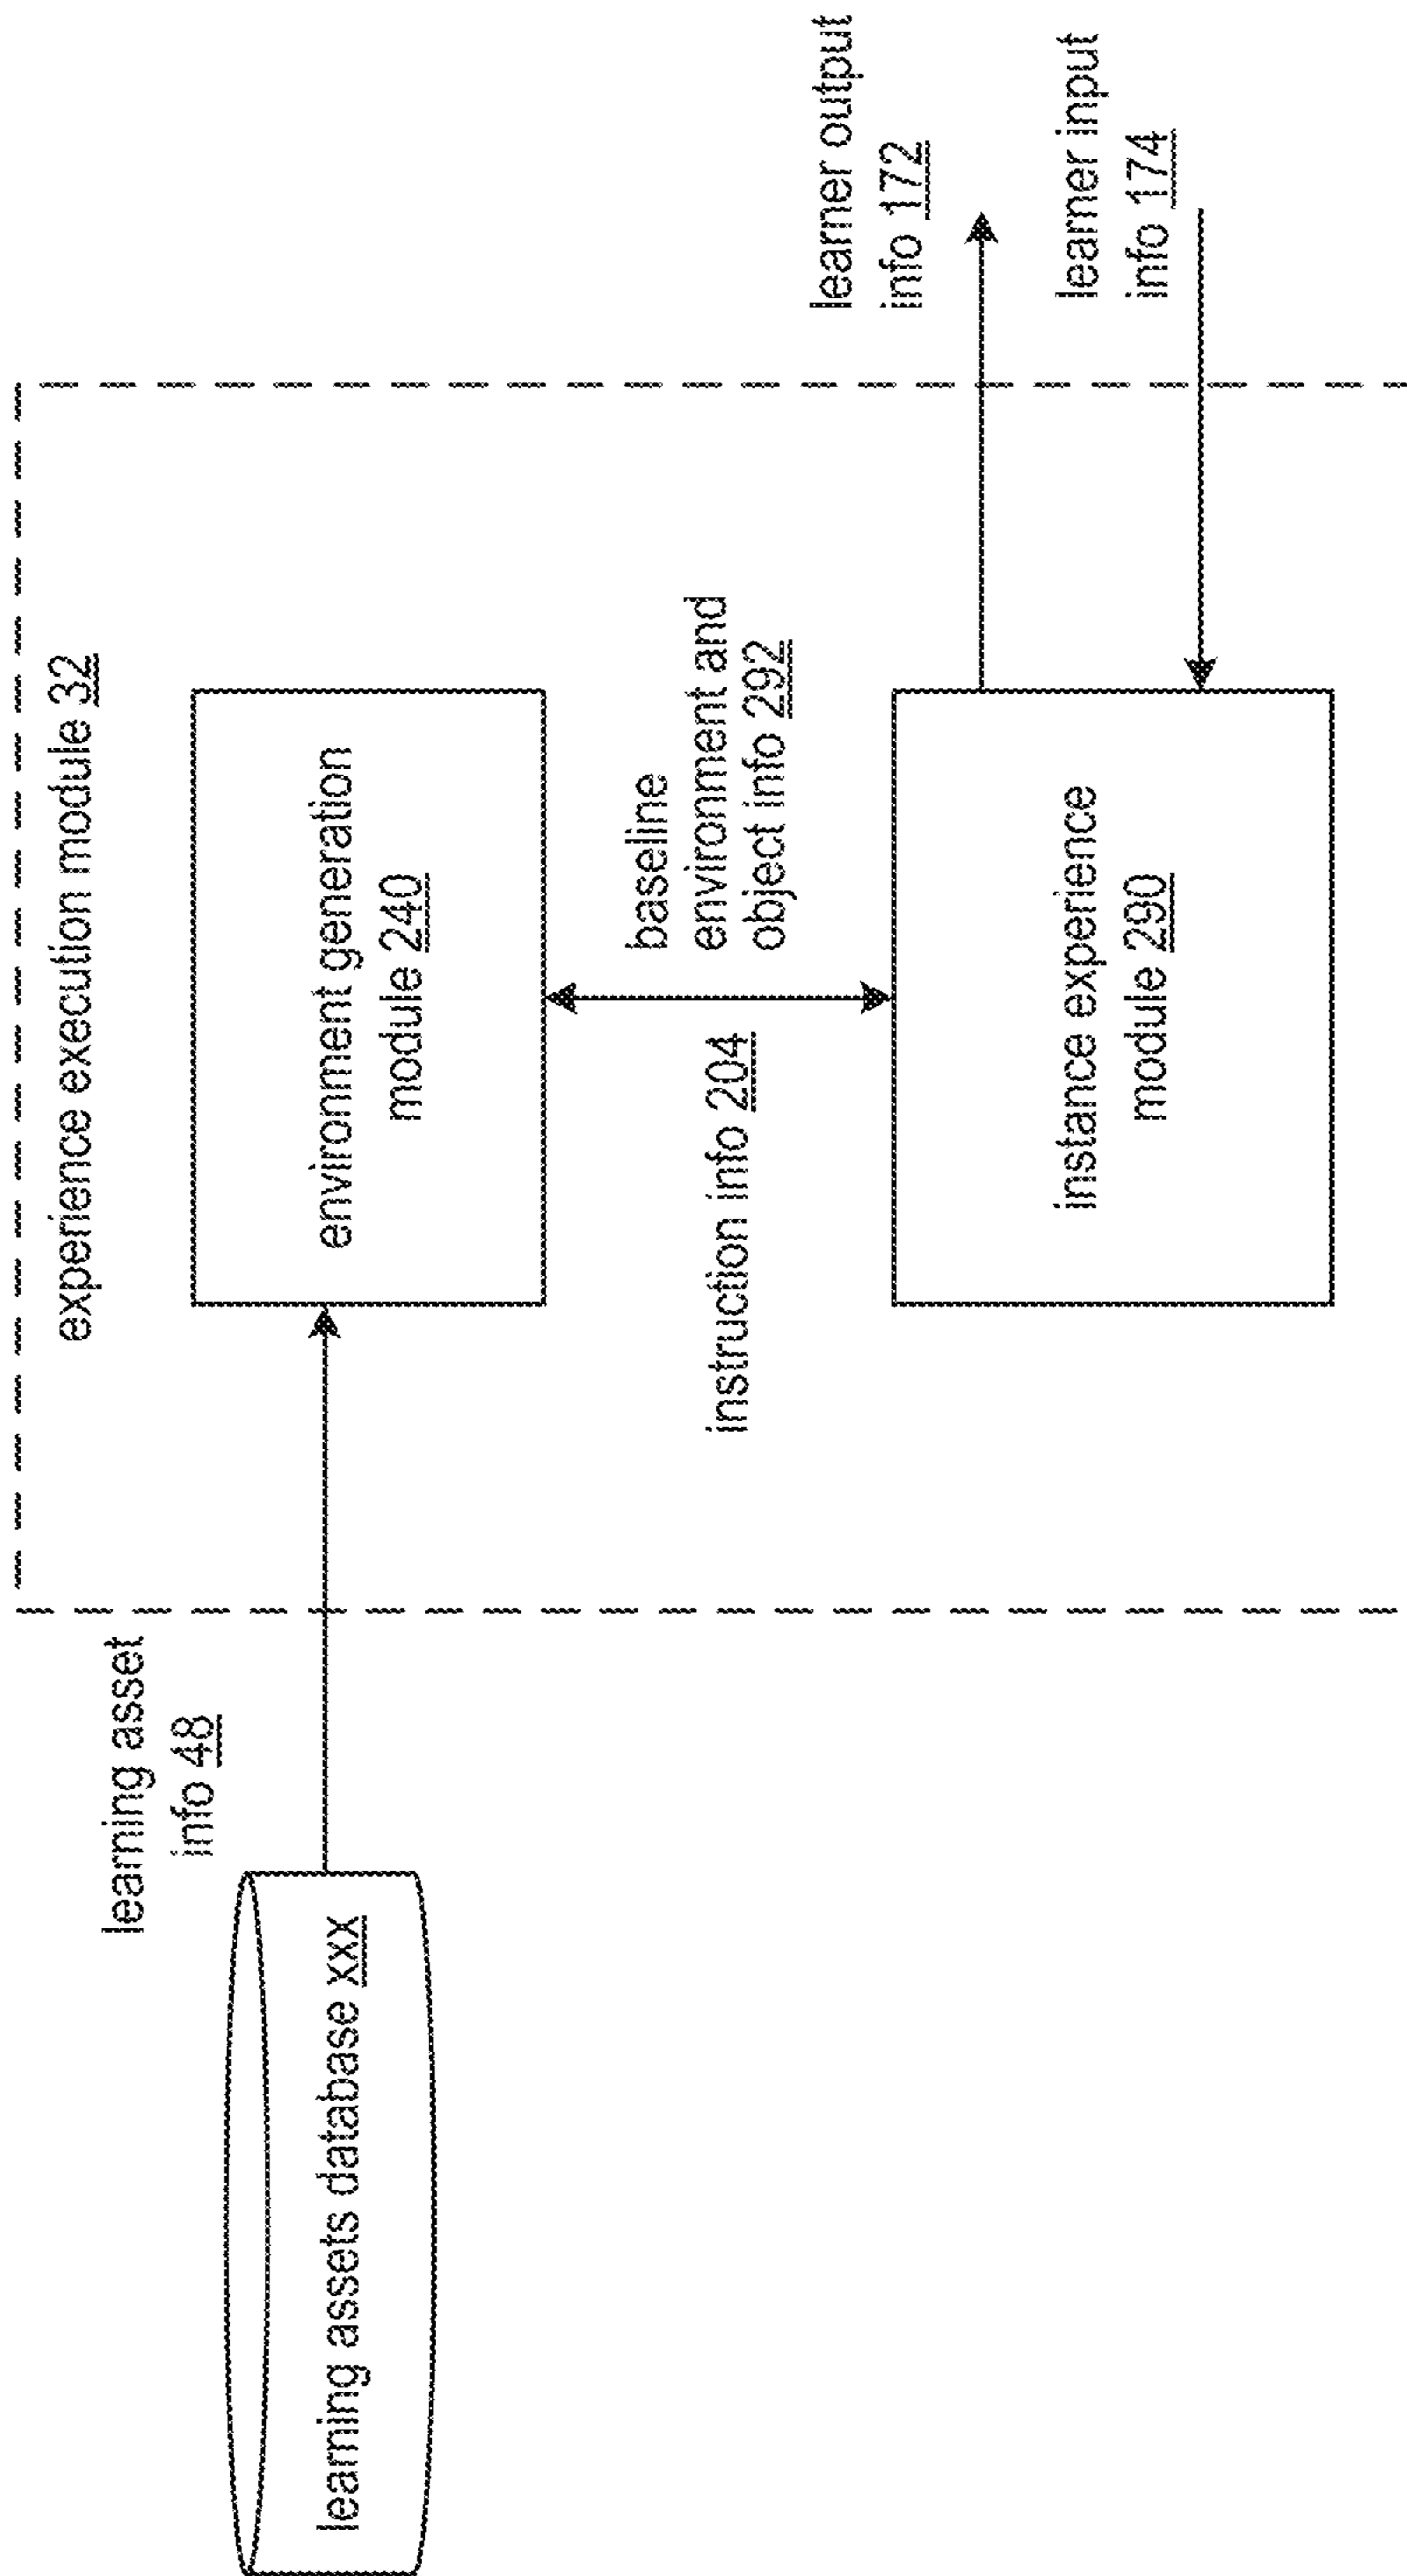 experience execution module 32
learning asset
info 48
learning assets database xxx
environment generation
module 240
instruction info 204
baseline
environment and
object info 292
instance experience
module 290
learner output
info 172
learner input
info 174